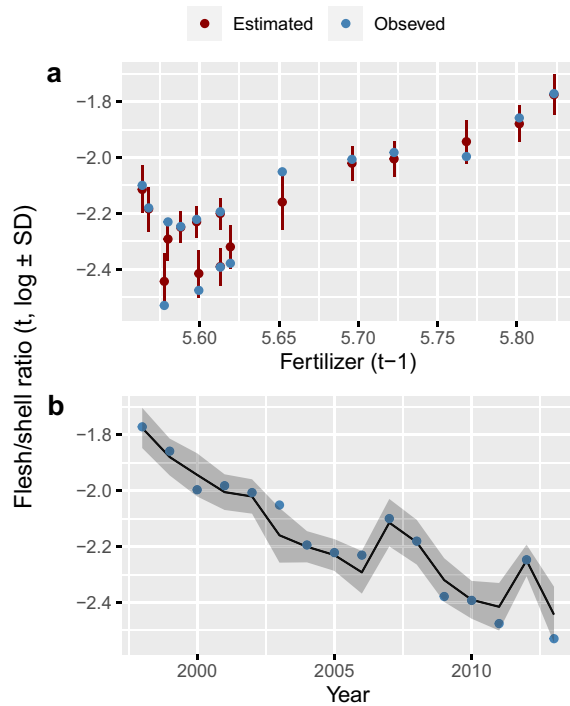 Estimated Obseved
a
−1.8
−2.0
−2.2
−2.4
5.60 5.65 5.70 5.75 5.80
Fertilizer (t−1)
Flesh/shell ratio (t, log ± SD)
b
−1.8
−2.0
−2.2
−2.4
2000 2005 2010
Year